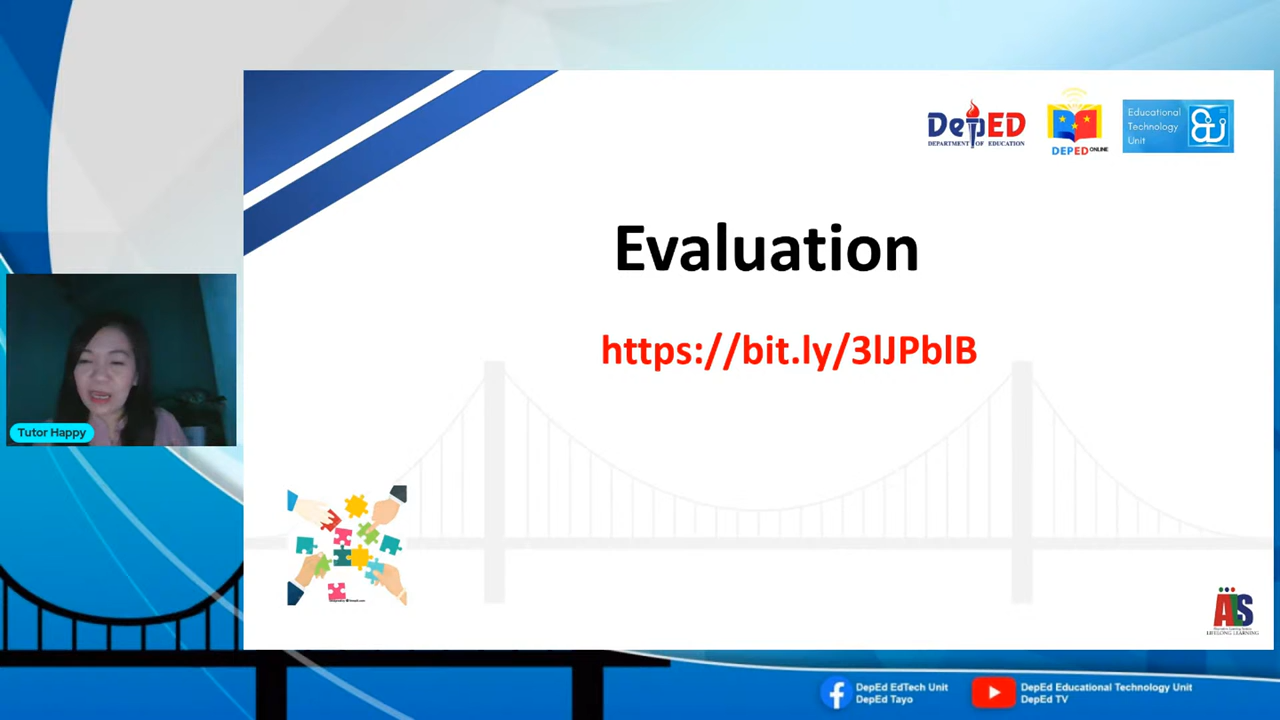 DepED
DEPARTMENT OF EDUCATION
DEPED ONLINE
Educational
Technology
Unit
Evaluation
https://bit.ly/3lJPblB
Tutor Happy
ALS
LIFELONG LEARNING
DepEd EdTech Unit
DepEd Tayo
DepEd Educational Technology Unit
DepEd TV